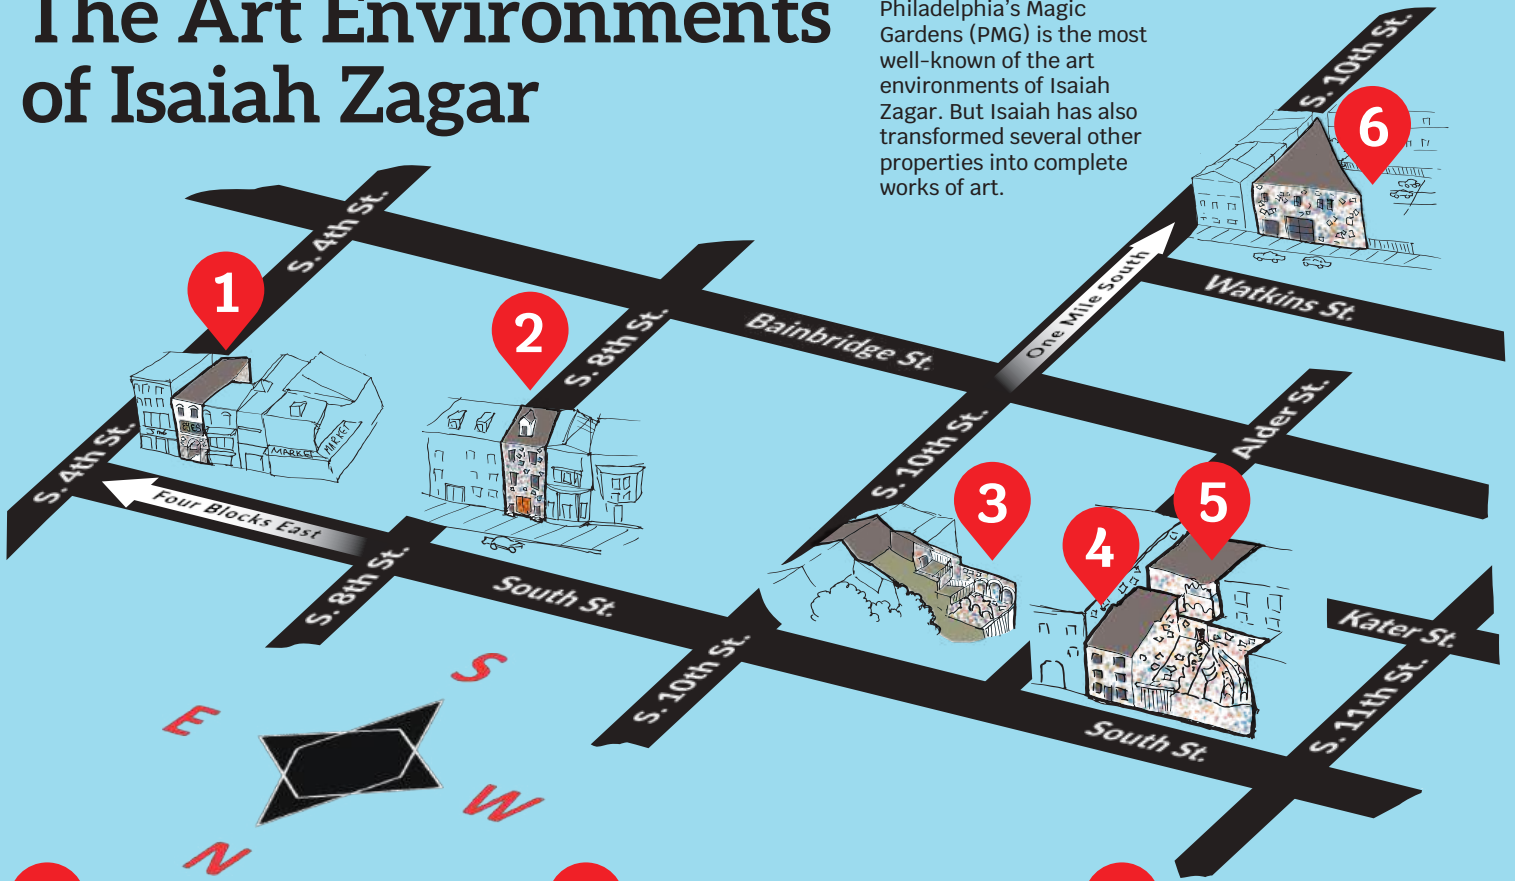 The Art Environments
of Isaiah Zagar
Philadelphia's Magic
Gardens (PMG) is the most
well-known of the art
environments of Isaiah
Zagar. But Isaiah has also
transformed several other
properties into complete
works of art.
S. 10th St.
6
S. 4th St.
1
2
S. 8th St.
Bainbridge St.
One Mile South
Watkins St.
S. 4th St.
MARKET
MARKET
Four Blocks East
S. 10th St.
Alder St.
3
4
5
S. 8th St.
South St.
Kater St.
S. 10th St.
S. 11th St.
South St.
S
E
W
N